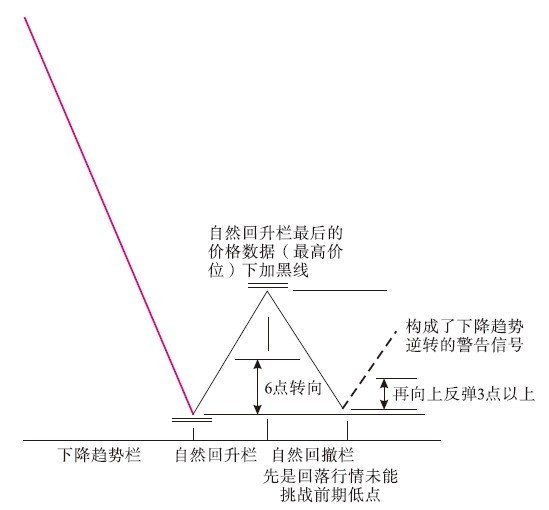 自然回升栏最后的
价格数据（最高价
位）下加黑线
构成了下降趋势
逆转的警告信号
6点转向
再向上反弹3点以上
下降趋势栏
自然回升栏
自然回撤栏
先是回落行情未能
挑战前期低点